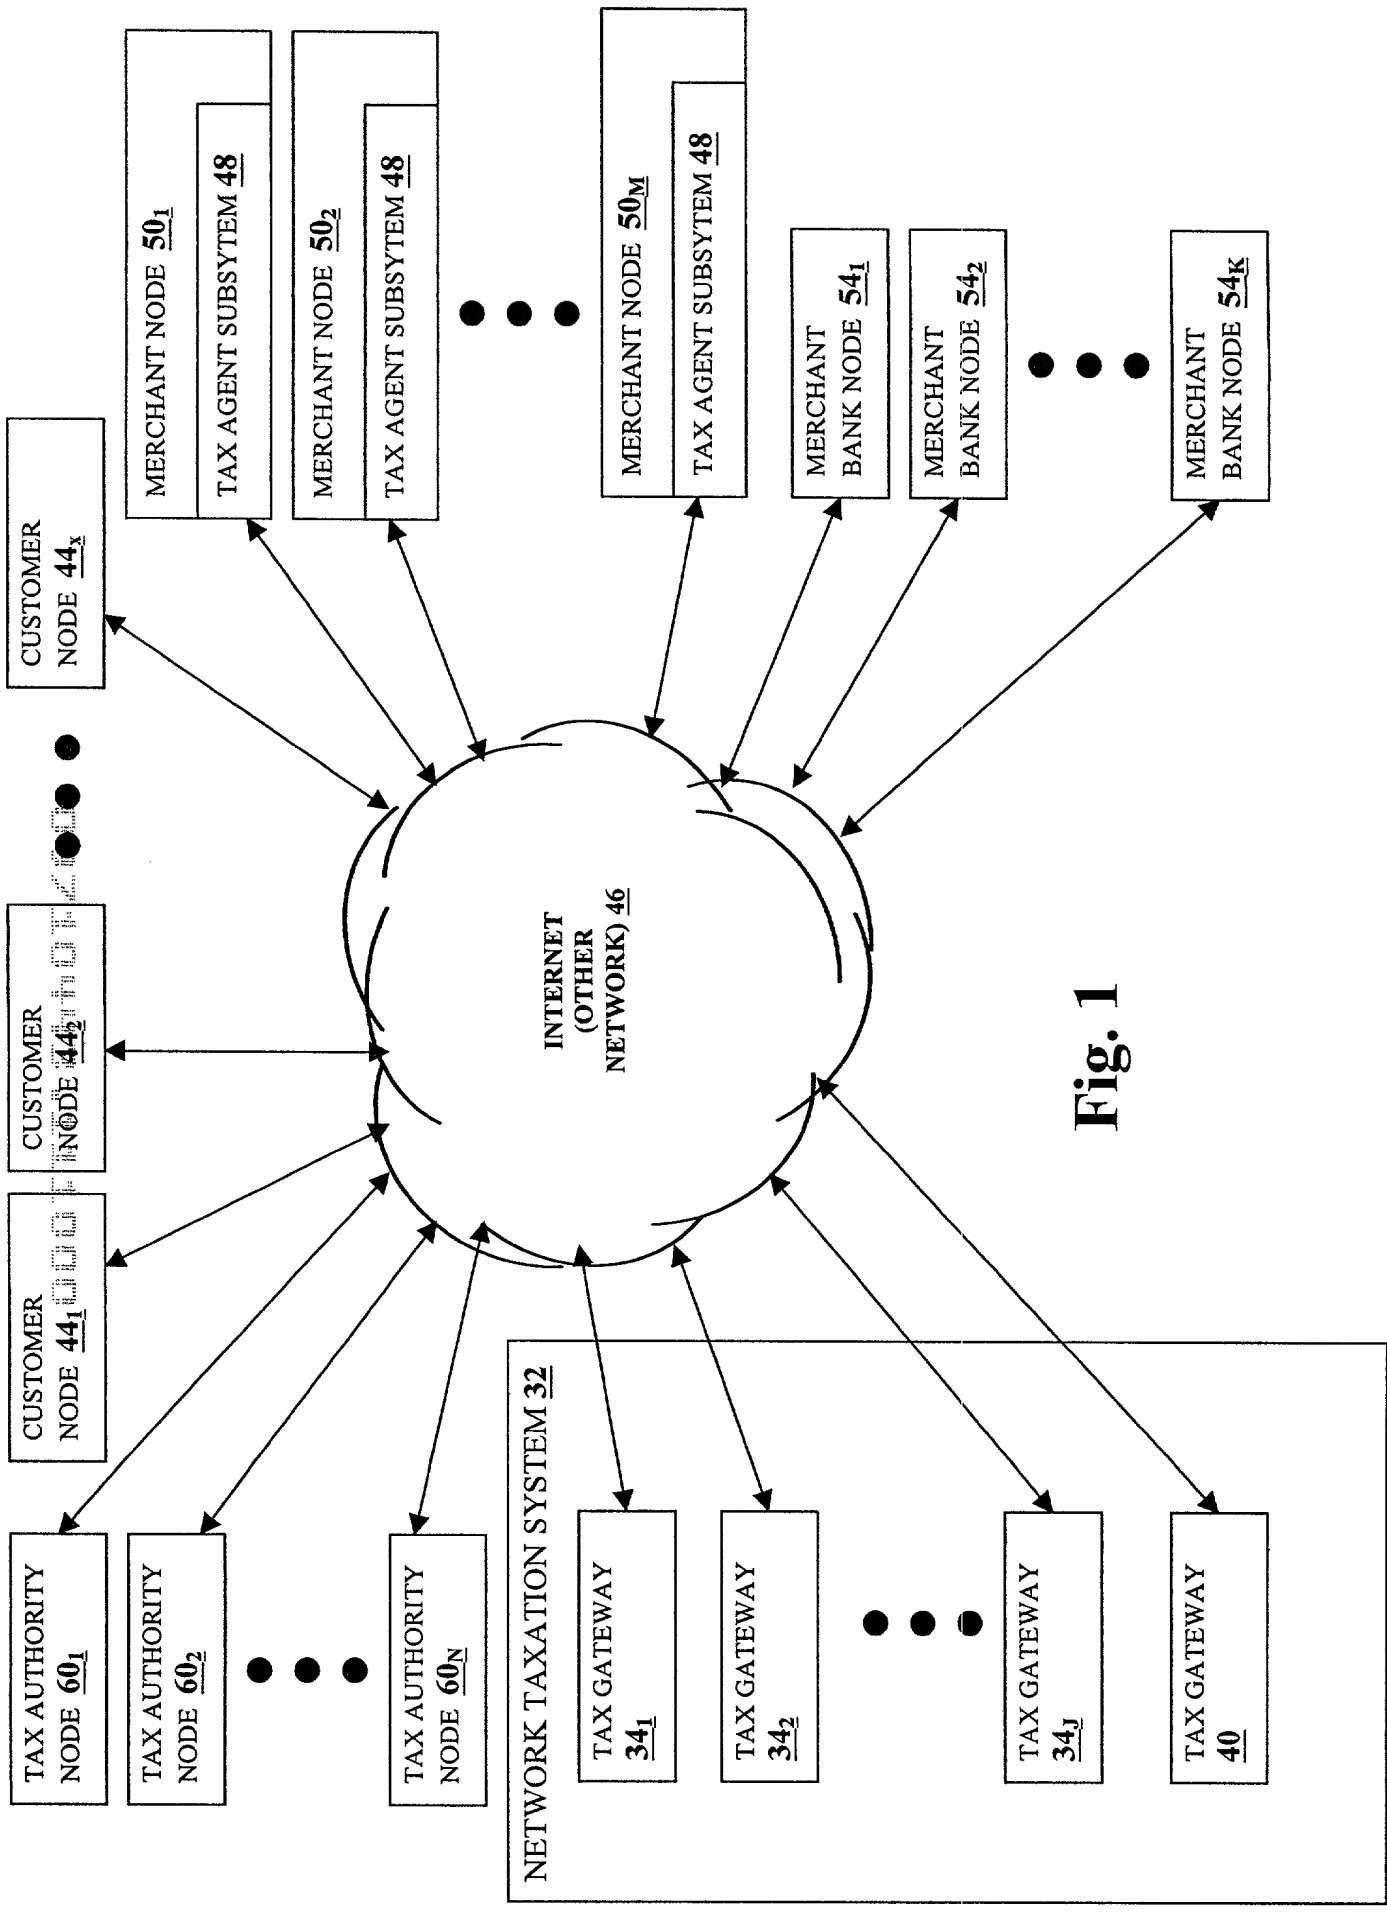 TAX AUTHORITY
NODE 60₁
TAX AUTHORITY
NODE 60₂
TAX AUTHORITY
NODE 60N
CUSTOMER
NODE 44₁
CUSTOMER
NODE 44₂
CUSTOMER
NODE 44X
MERCHANT NODE 50₁
TAX AGENT SUBSYTEM 48
MERCHANT NODE 50₂
TAX AGENT SUBSYTEM 48
MERCHANT NODE 50M
TAX AGENT SUBSYTEM 48
MERCHANT
BANK NODE 54₁
MERCHANT
BANK NODE 54₂
MERCHANT
BANK NODE 54K
INTERNET
(OTHER
NETWORK) 46
NETWORK TAXATION SYSTEM 32
TAX GATEWAY
34₁
TAX GATEWAY
34₂
TAX GATEWAY
34J
TAX GATEWAY
40
Fig. 1